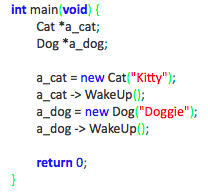 int main(void) {
Cat *a_cat;
Dog *a_dog;
a_cat = new Cat("Kitty");
a_cat -> WakeUp();
a_dog = new Dog("Doggie");
a_dog -> WakeUp();
return 0;
}